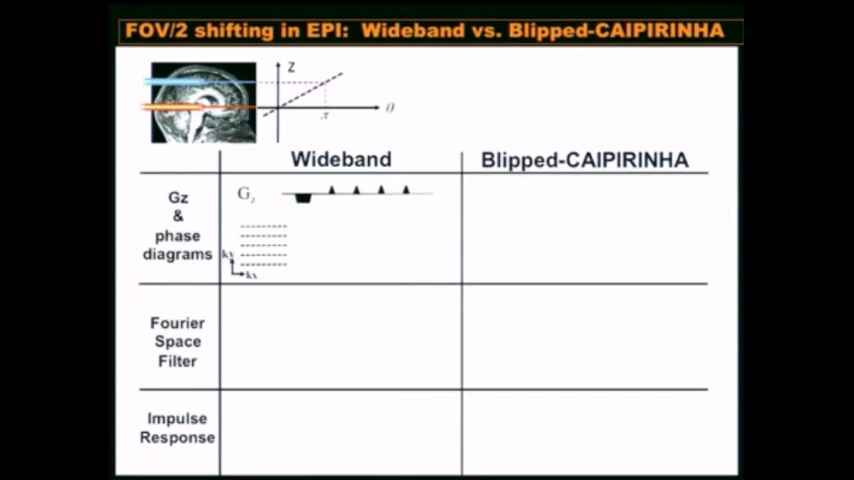 FOV/2 shifting in EPI: Wideband vs. Blipped-CAIPIRINHA
Z
θ
π
Wideband
Blipped-CAIPIRINHA
Gz
&
phase
diagrams
Gz
ky
kx
Fourier
Space
Filter
Impulse
Response